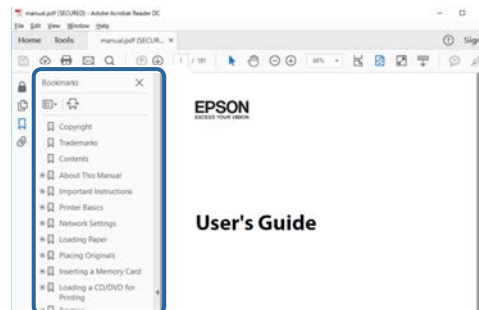 manual.pdf (SECURED) - Adobe Acrobat Reader DC
File Edit View Window Help
Home Tools manual.pdf (SECUR... × Sign
1 / 181
Bookmarks
Copyright
Trademarks
Contents
About This Manual
Important Instructions
Printer Basics
Network Settings
Loading Paper
Placing Originals
Inserting a Memory Card
Loading a CD/DVD for
Printing
Printing
EPSON
EXCEED YOUR VISION
User's Guide